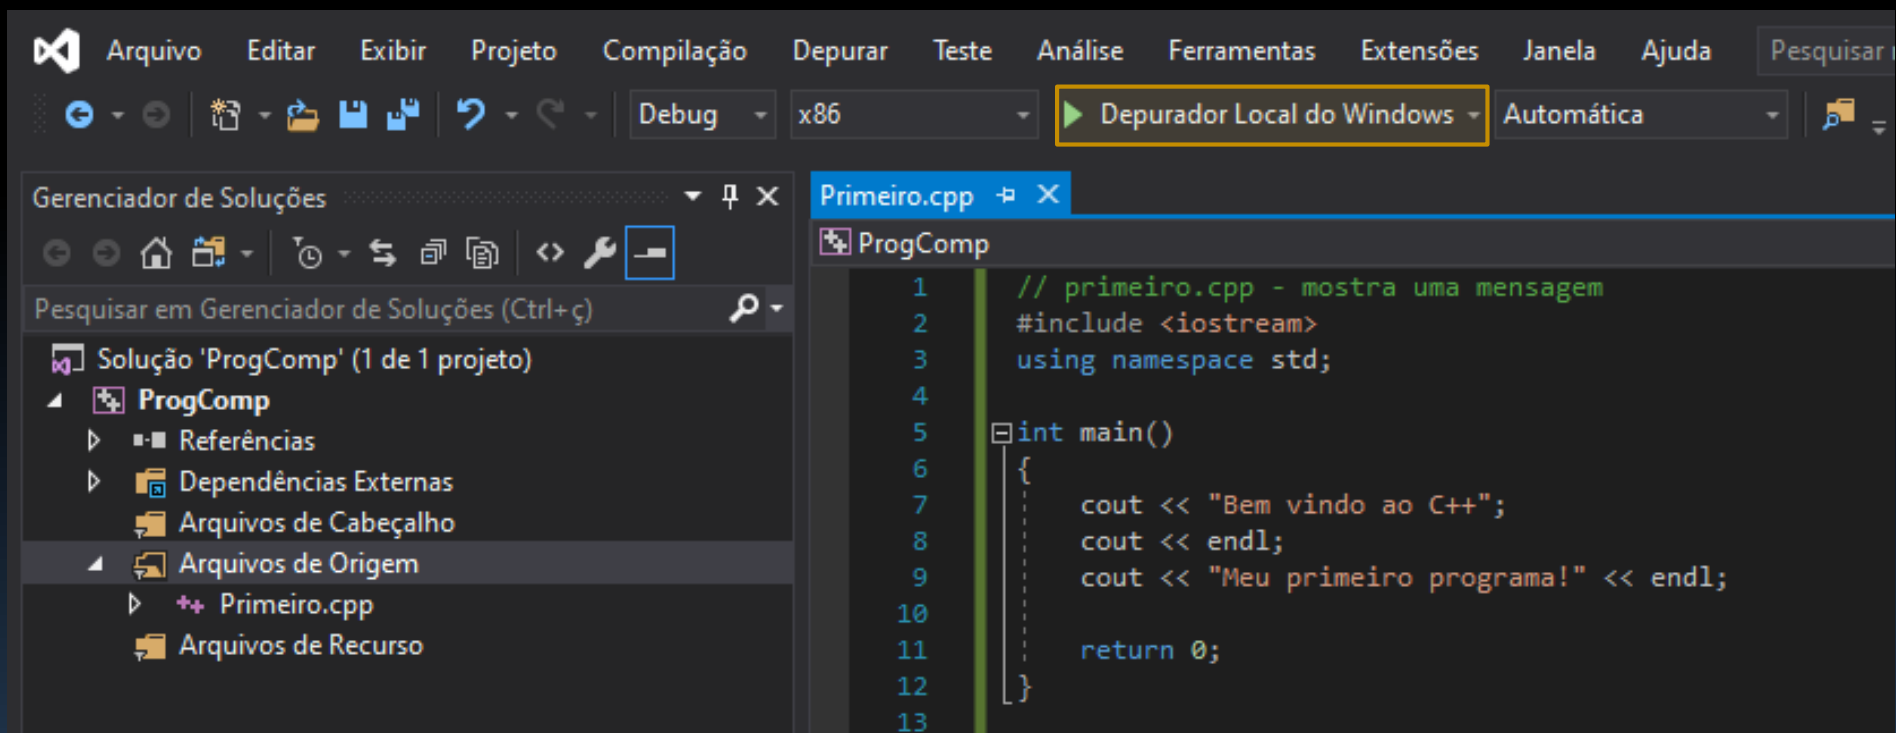 Arquivo Editar Exibir Projeto Compilação Depurar Teste Análise Ferramentas Extensões Janela Ajuda Pesquisar
Debug x86 Depurador Local do Windows Automática
Gerenciador de Soluções
Pesquisar em Gerenciador de Soluções (Ctrl+ç)
Solução 'ProgComp' (1 de 1 projeto)
ProgComp
Referências
Dependências Externas
Arquivos de Cabeçalho
Arquivos de Origem
Primeiro.cpp
Arquivos de Recurso
Primeiro.cpp
ProgComp
1 // primeiro.cpp - mostra uma mensagem
2 #include <iostream>
3 using namespace std;
4
5 int main()
6 {
7 cout << "Bem vindo ao C++";
8 cout << endl;
9 cout << "Meu primeiro programa!" << endl;
10
11 return 0;
12 }
13